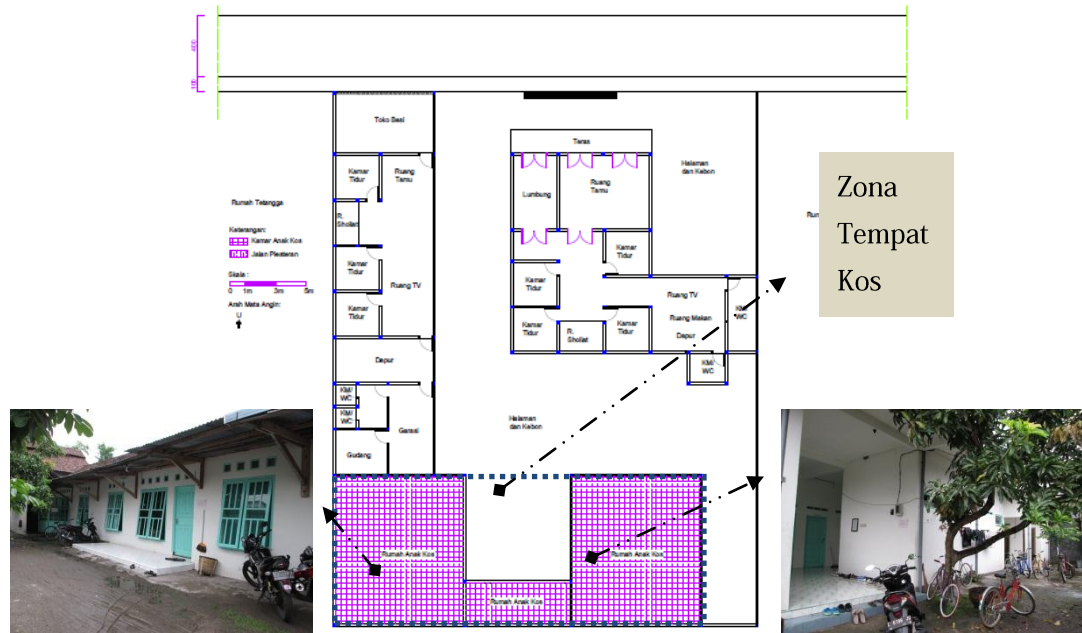 400
100
Toko Besi
Teras
Kamar
Tidur
Ruang
Tamu
Halaman
dan Kebon
Lumbung
Ruang
Tamu
Zona
Tempat
Kos
Rumah Tetangga
R.
Sholat
Keterangan:
Kamar Anak Kos
Jalan Plesteran
Skala :
0 1m 3m 5m
Arah Mata Angin:
U
Kamar
Tidur
Ruang TV
Kamar
Tidur
Kamar
Tidur
Kamar
Tidur
Kamar
Tidur
R.
Sholat
Kamar
Tidur
Ruang TV
Ruang Makan
Dapur
KM/
WC
KM/
WC
Dapur
KM/
WC
KM/
WC
Garasi
Gudang
Halaman
dan Kebon
Rumah Anak Kos
Rumah Anak Kos
Rumah Anak Kos